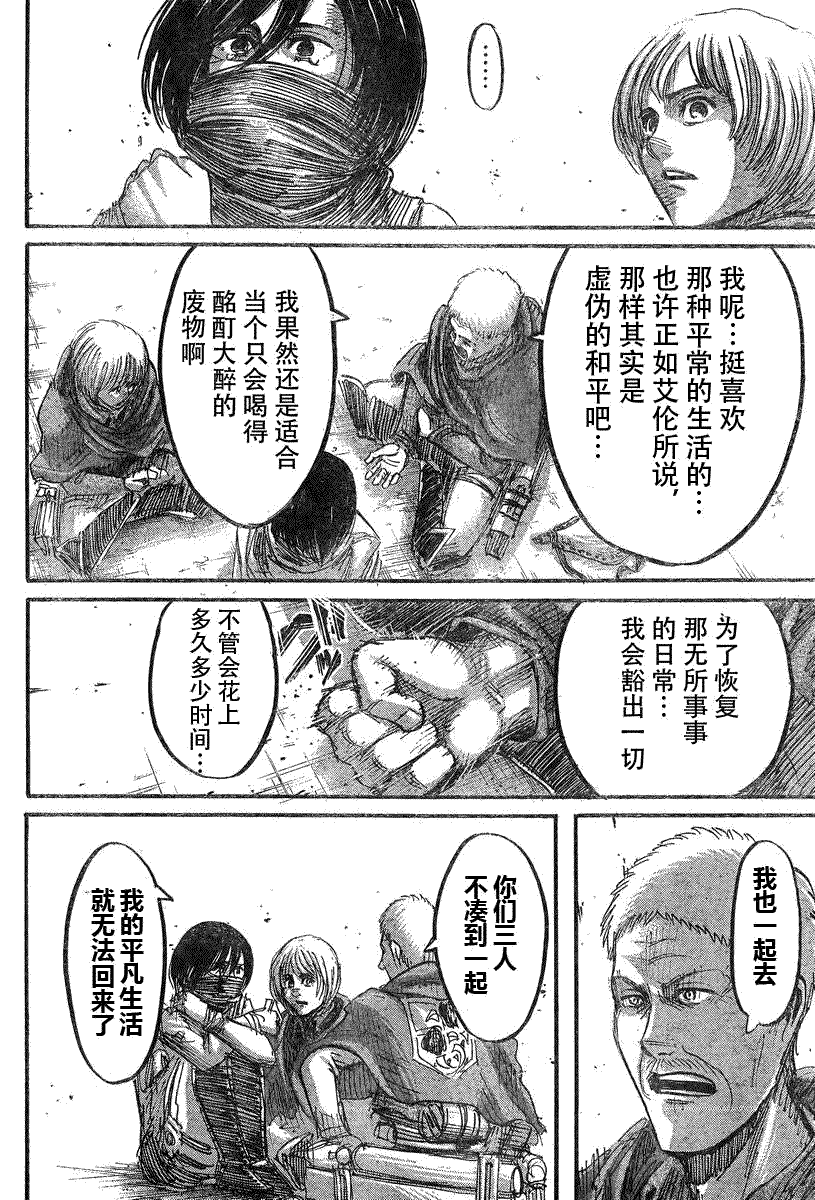 …
我呢…挺喜欢
那种平常的生活的…
也许正如艾伦所说,
那样其实是
虚伪的和平吧…
我果然还是适合
当个只会喝得
酩酊大醉的
废物啊
为了恢复
那无所事事
的日常…
我会豁出一切
不管会花上
多久多少时间…
我也一起去
你们三人
不凑到一起
我的平凡生活
就无法回来了